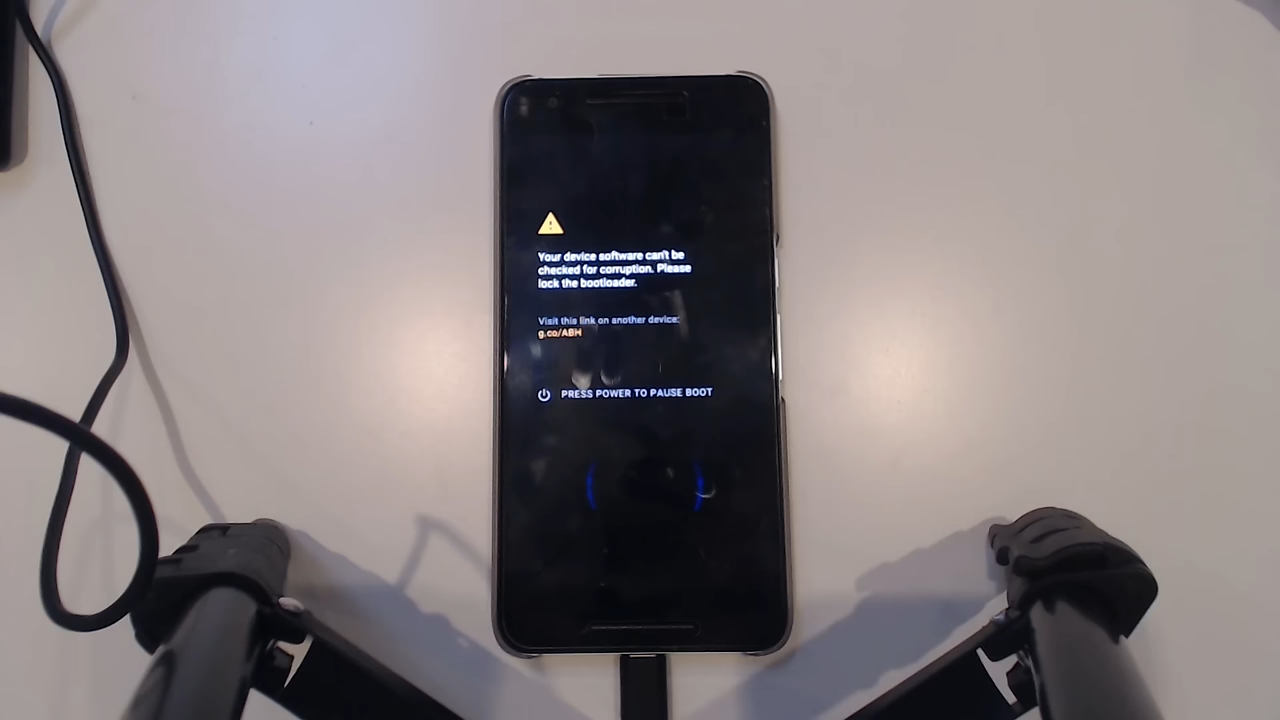 Your device software can't be
checked for corruption. Please
lock the bootloader.
Visit this link on another device:
g.co/ABH
PRESS POWER TO PAUSE BOOT